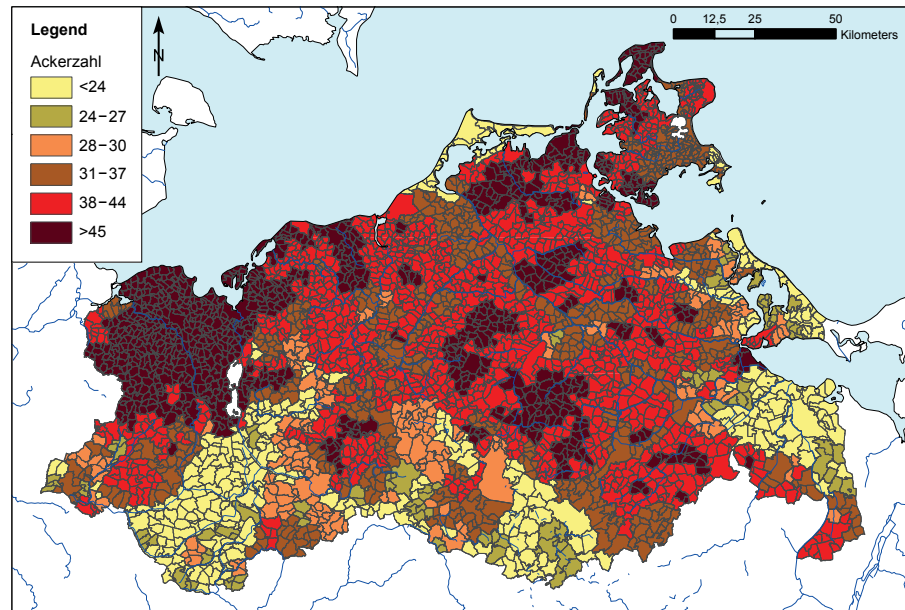 Legend
Ackerzahl
<24
24–27
28–30
31–37
38–44
>45
N
0 12,5 25 50
Kilometers